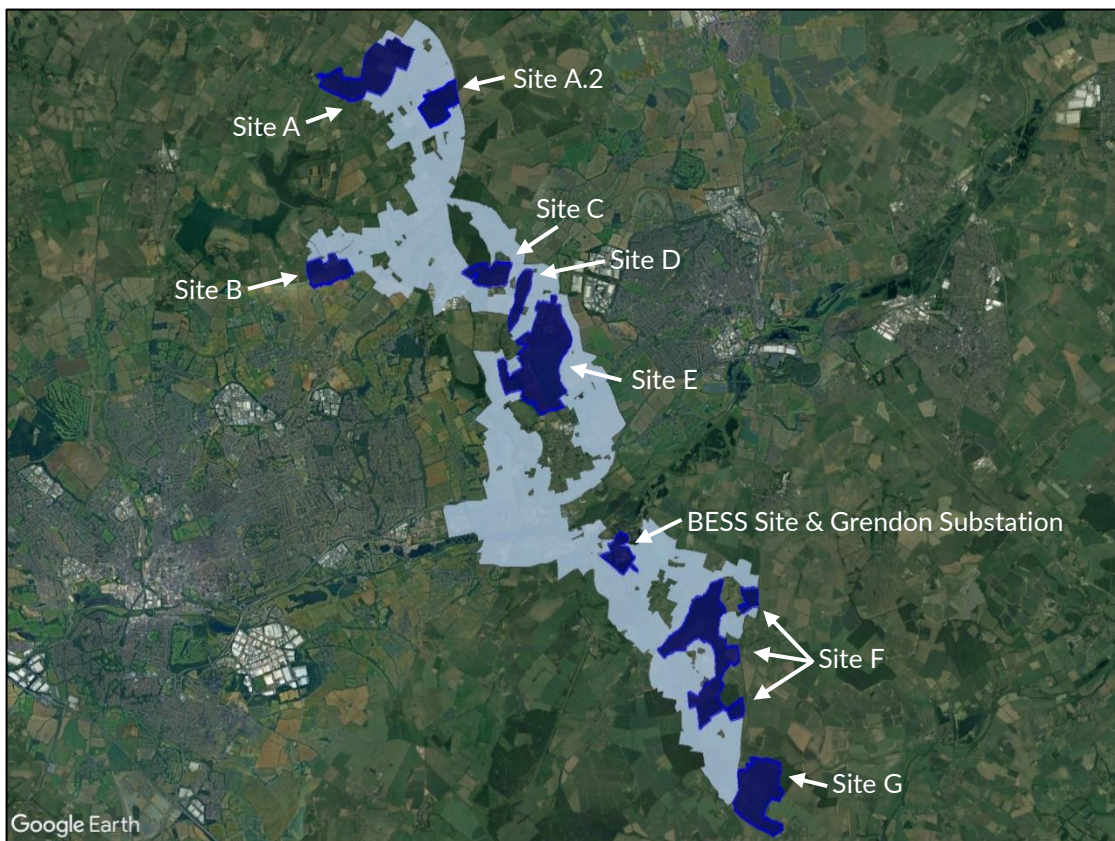 Site A.2
Site A
Site C
Site D
Site B
Site E
BESS Site & Grendon Substation
Site F
Site G
Google Earth